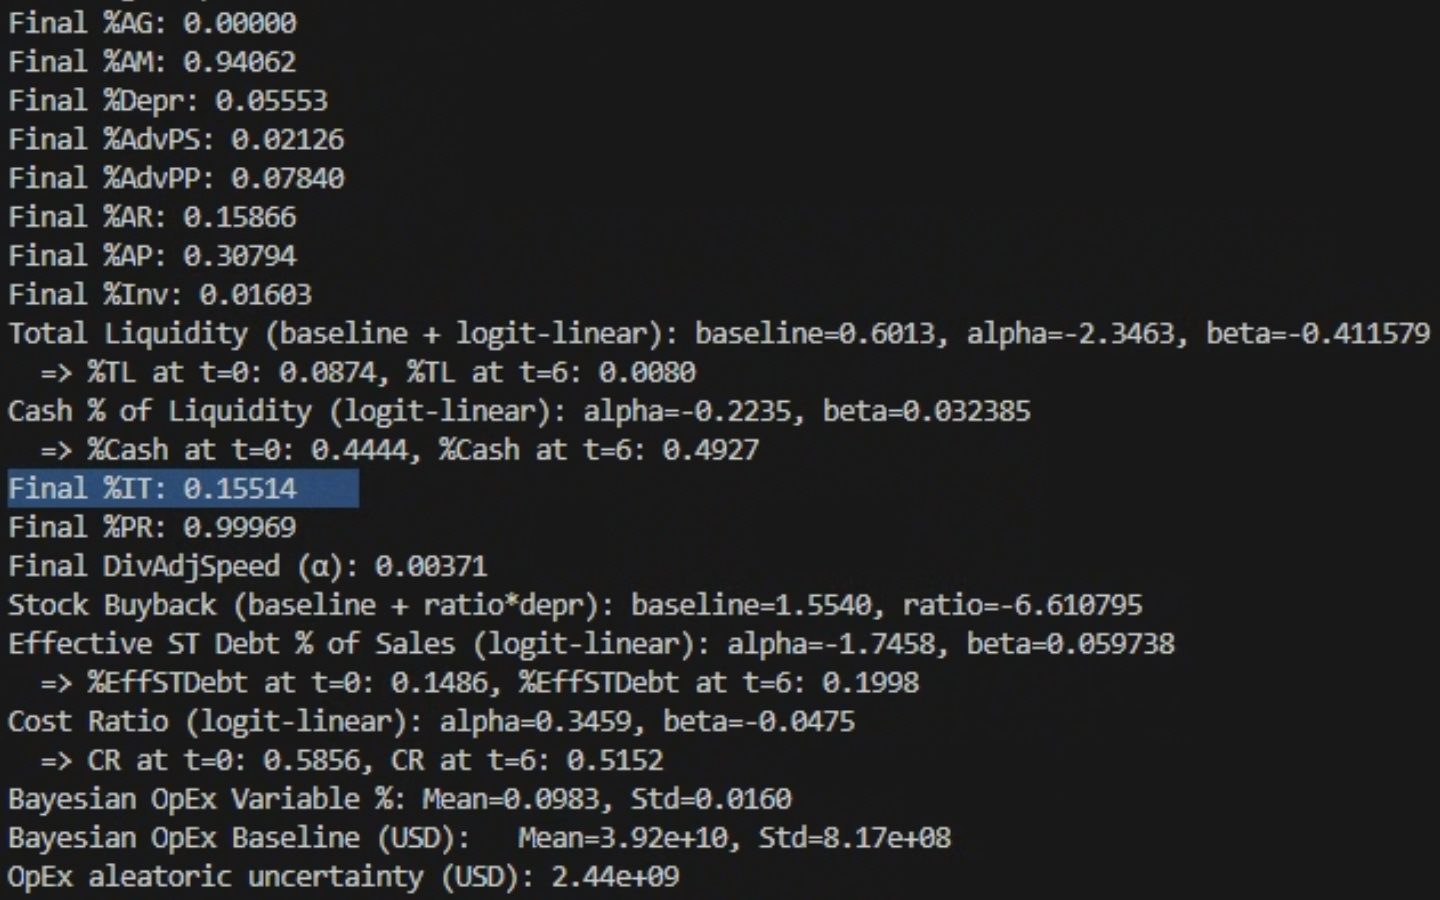 Final %AG: 0.00000
Final %AM: 0.94062
Final %Depr: 0.05553
Final %AdvPS: 0.02126
Final %AdvPP: 0.07840
Final %AR: 0.15866
Final %AP: 0.30794
Final %Inv: 0.01603
Total Liquidity (baseline + logit-linear): baseline=0.6013, alpha=-2.3463, beta=-0.411579
  => %TL at t=0: 0.0874, %TL at t=6: 0.0080
Cash % of Liquidity (logit-linear): alpha=-0.2235, beta=0.032385
  => %Cash at t=0: 0.4444, %Cash at t=6: 0.4927
Final %IT: 0.15514
Final %PR: 0.99969
Final DivAdjSpeed (α): 0.00371
Stock Buyback (baseline + ratio*depr): baseline=1.5540, ratio=-6.610795
Effective ST Debt % of Sales (logit-linear): alpha=-1.7458, beta=0.059738
  => %EffSTDebt at t=0: 0.1486, %EffSTDebt at t=6: 0.1998
Cost Ratio (logit-linear): alpha=0.3459, beta=-0.0475
  => CR at t=0: 0.5856, CR at t=6: 0.5152
Bayesian OpEx Variable %: Mean=0.0983, Std=0.0160
Bayesian OpEx Baseline (USD):   Mean=3.92e+10, Std=8.17e+08
OpEx aleatoric uncertainty (USD): 2.44e+09